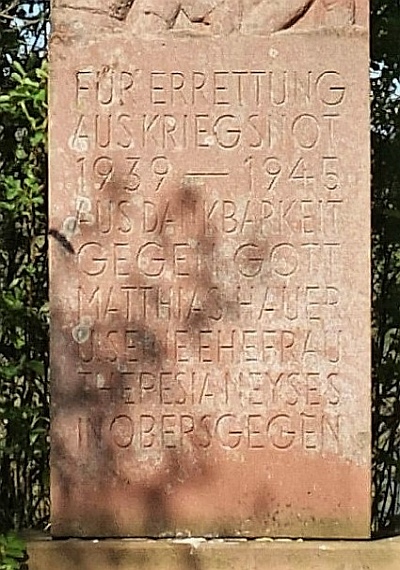 FÜR ERRETTUNG
AUS KRIEGSNOT
1939 — 1945
AUS DANKBARKEIT
GEGEN GOTT
MATTHIAS HAUER
U. SEINE EHEFRAU
THERESIA NEYSES
IN OBERSGEGEN